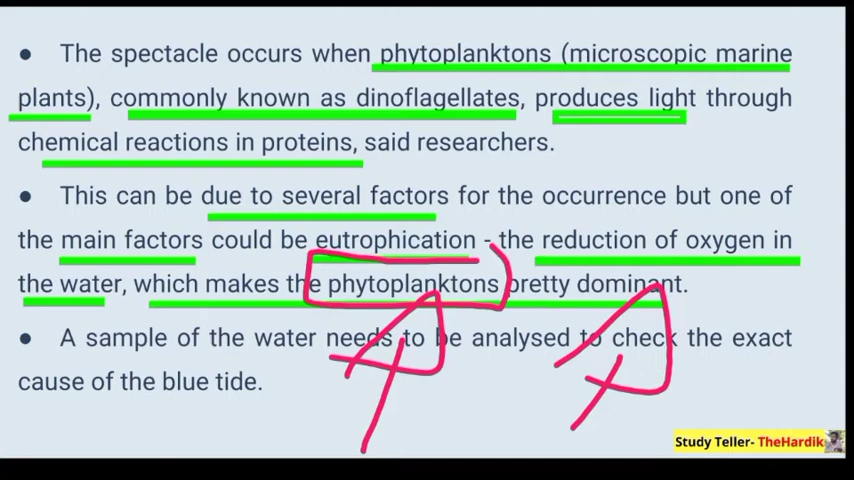 ● The spectacle occurs when phytoplanktons (microscopic marine
plants), commonly known as dinoflagellates, produces light through
chemical reactions in proteins, said researchers.
● This can be due to several factors for the occurrence but one of
the main factors could be eutrophication - the reduction of oxygen in
the water, which makes the phytoplanktons pretty dominant.
● A sample of the water needs to be analysed to check the exact
cause of the blue tide.
Study Teller- TheHardik